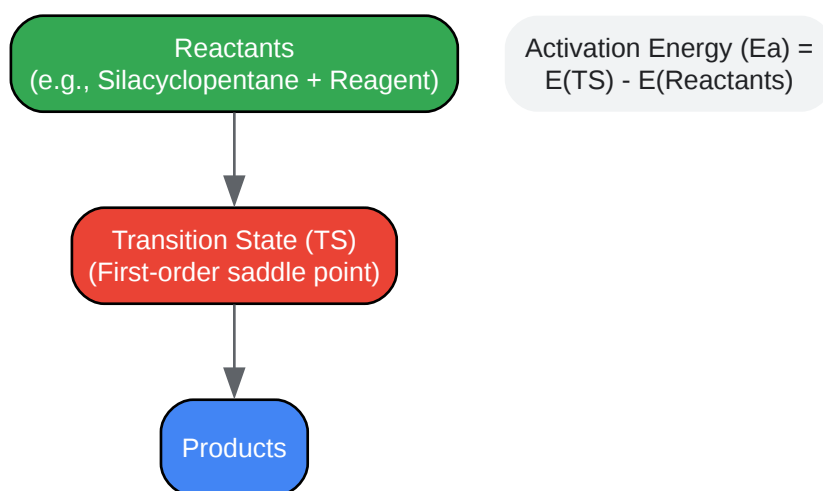 Reactants
(e.g., Silacyclopentane + Reagent)
Activation Energy (Ea) =
E(TS) - E(Reactants)
Transition State (TS)
(First-order saddle point)
Products